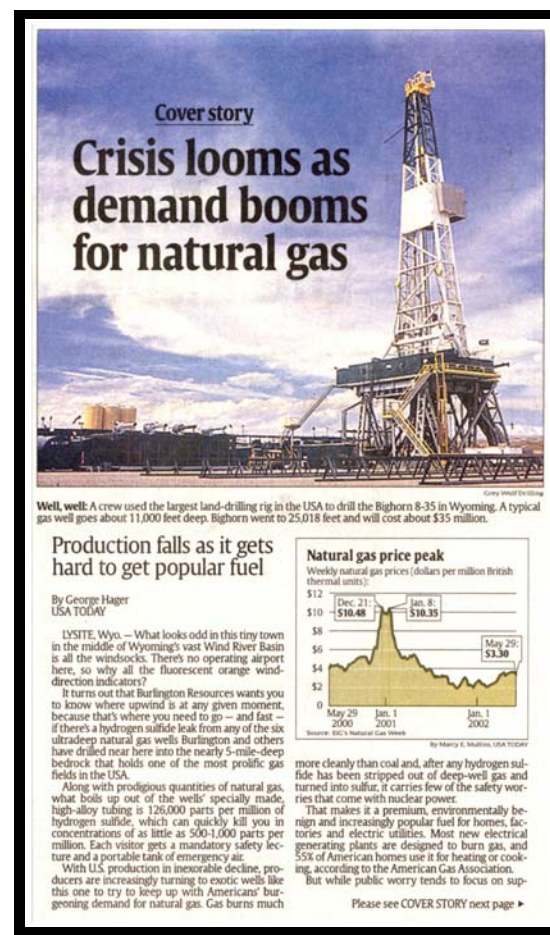 Cover story
Crisis looms as
demand booms
for natural gas
Grey Wolf Drilling
Well, well: A crew used the largest land-drilling rig in the USA to drill the Bighorn 8-35 in Wyoming. A typical
gas well goes about 11,000 feet deep. Bighorn went to 25,018 feet and will cost about $35 million.
Production falls as it gets
hard to get popular fuel
By George Hager
USA TODAY
LYSITE, Wyo. — What looks odd in this tiny town
in the middle of Wyoming's vast Wind River Basin
is all the windsocks. There's no operating airport
here, so why all the fluorescent orange wind-
direction indicators?
It turns out that Burlington Resources wants you
to know where upwind is at any given moment,
because that's where you need to go — and fast —
if there's a hydrogen sulfide leak from any of the six
ultradeep natural gas wells Burlington and others
have drilled near here into the nearly 5-mile-deep
bedrock that holds one of the most prolific gas
fields in the USA.
Along with prodigious quantities of natural gas,
what boils up out of the wells' specially made,
high-alloy tubing is 126,000 parts per million of
hydrogen sulfide, which can quickly kill you in
concentrations of as little as 500-1,000 parts per
million. Each visitor gets a mandatory safety lec-
ture and a portable tank of emergency air.
With U.S. production in inexorable decline, pro-
ducers are increasingly turning to exotic wells like
this one to try to keep up with Americans' bur-
geoning demand for natural gas. Gas burns much
Natural gas price peak
Weekly natural gas prices (dollars per million British
thermal units):
$12
$10
$8
$6
$4
$2
0
Dec. 21:
$10.48
Jan. 8:
$10.35
May 29:
$3.30
May 29
2000
Jan. 1
2001
Jan. 1
2002
Source: EIG's Natural Gas Week
By Marcy E. Mullins, USA TODAY
more cleanly than coal and, after any hydrogen sul-
fide has been stripped out of deep-well gas and
turned into sulfur, it carries few of the safety wor-
ries that come with nuclear power.
That makes it a premium, environmentally be-
nign and increasingly popular fuel for homes, fac-
tories and electric utilities. Most new electrical
generating plants are designed to burn gas, and
55% of American homes use it for heating or cook-
ing, according to the American Gas Association.
But while public worry tends to focus on sup-
Please see COVER STORY next page ►